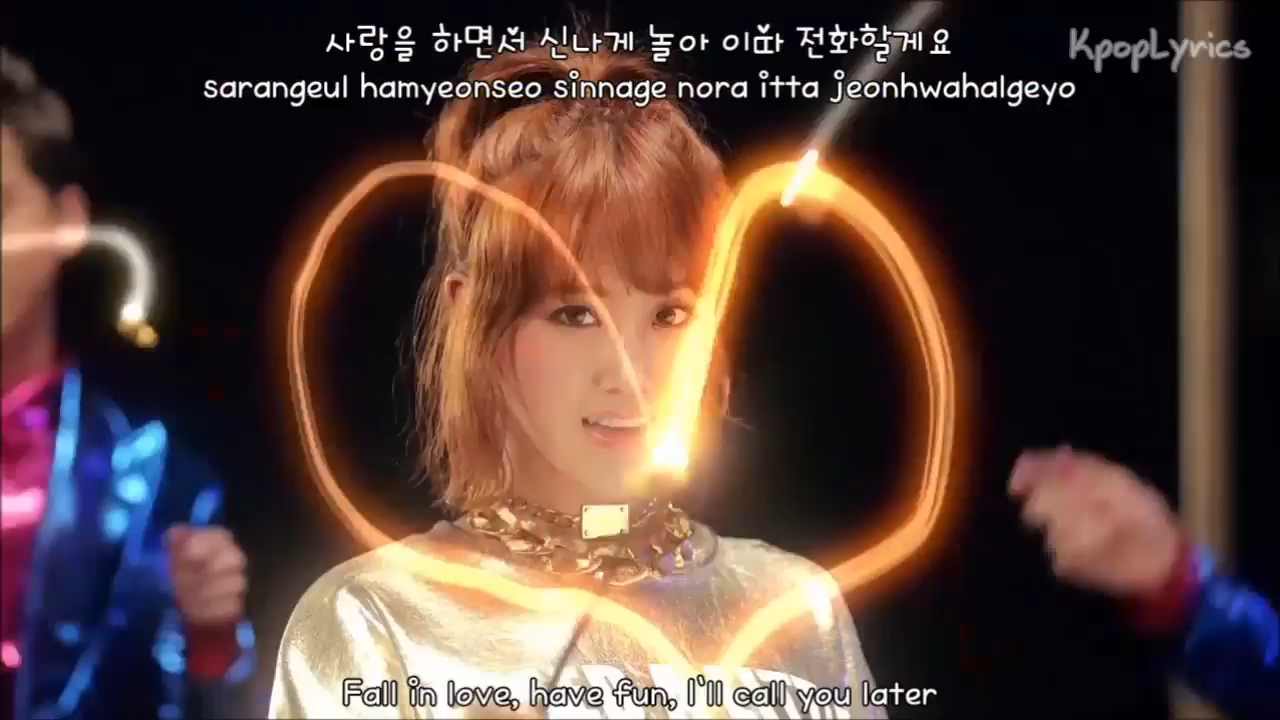 사랑을 하면서 신나게 놀아 이따 전화할게요
KpopLyrics
sarangeul hamyeonseo sinnage nora itta jeonhwahalgeyo
Fall in love, have fun, I'll call you later